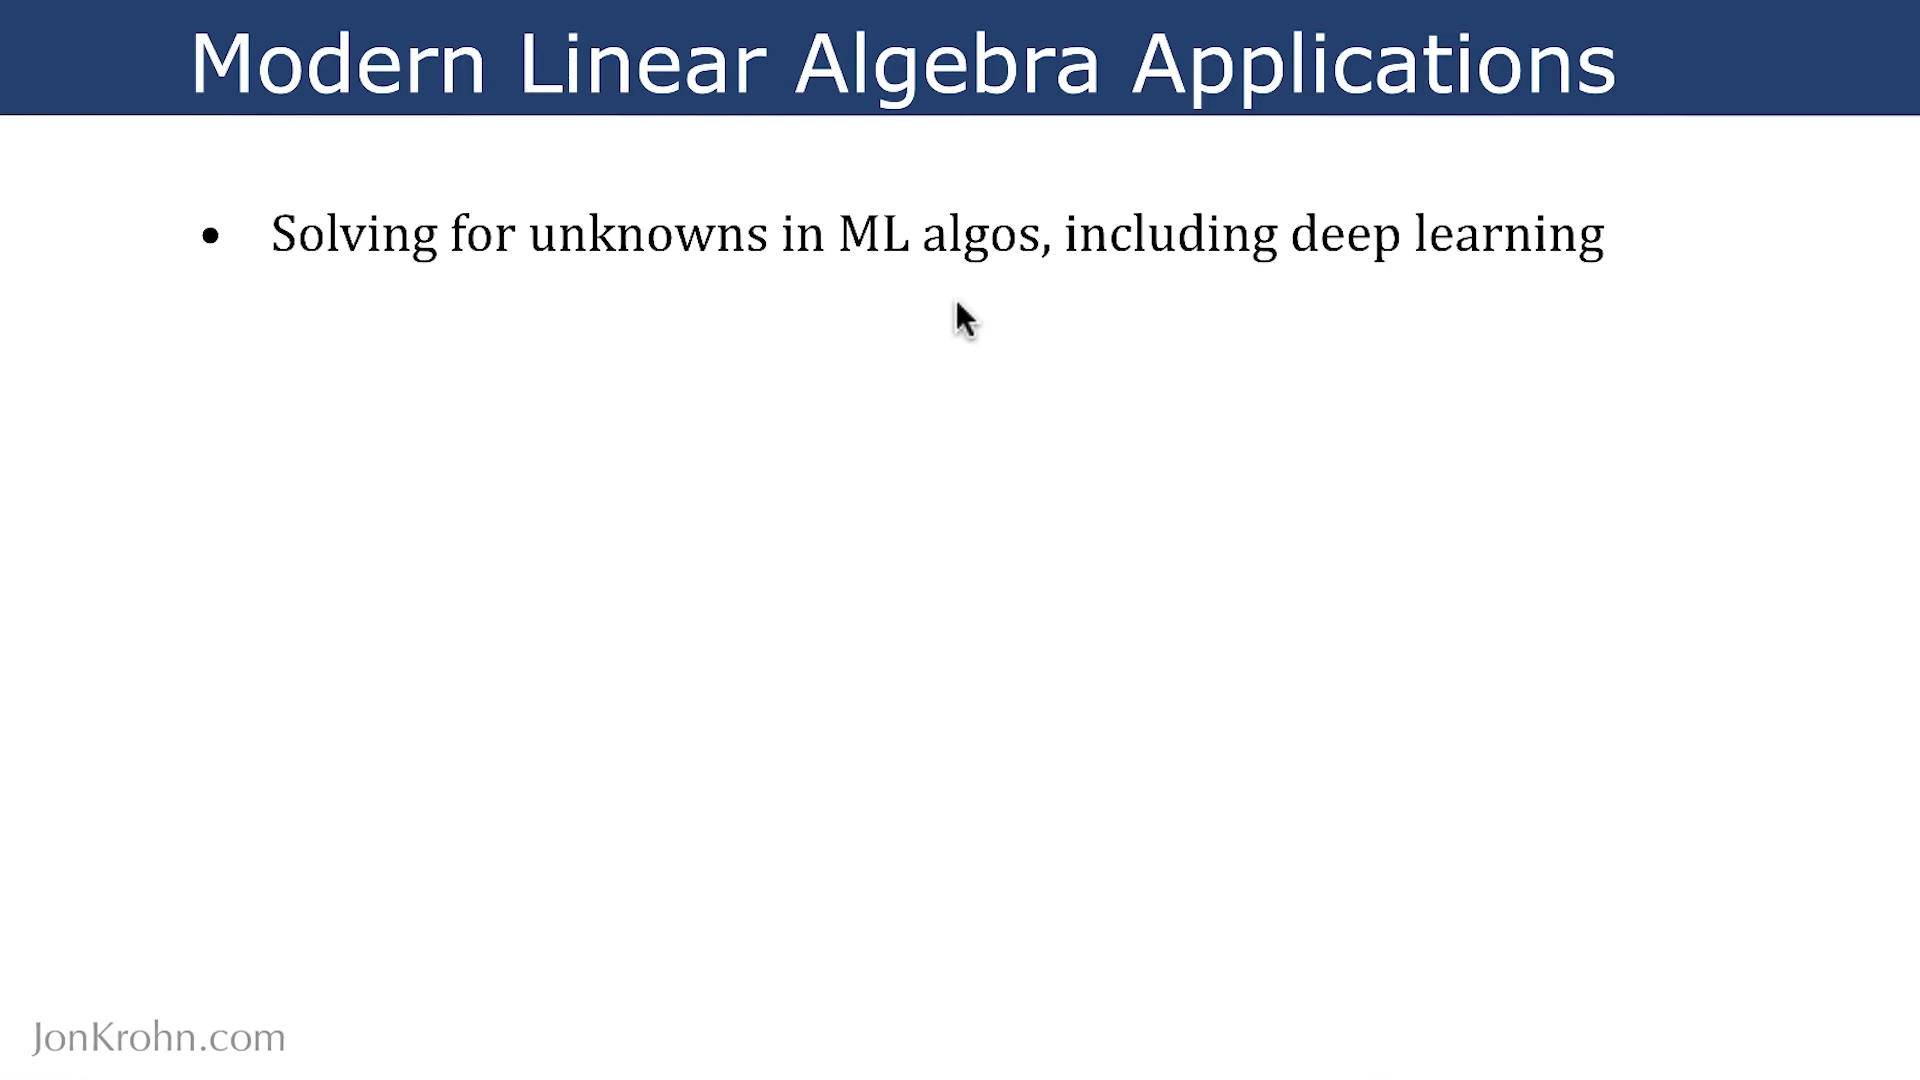 Modern Linear Algebra Applications
• Solving for unknowns in ML algos, including deep learning
JonKrohn.com